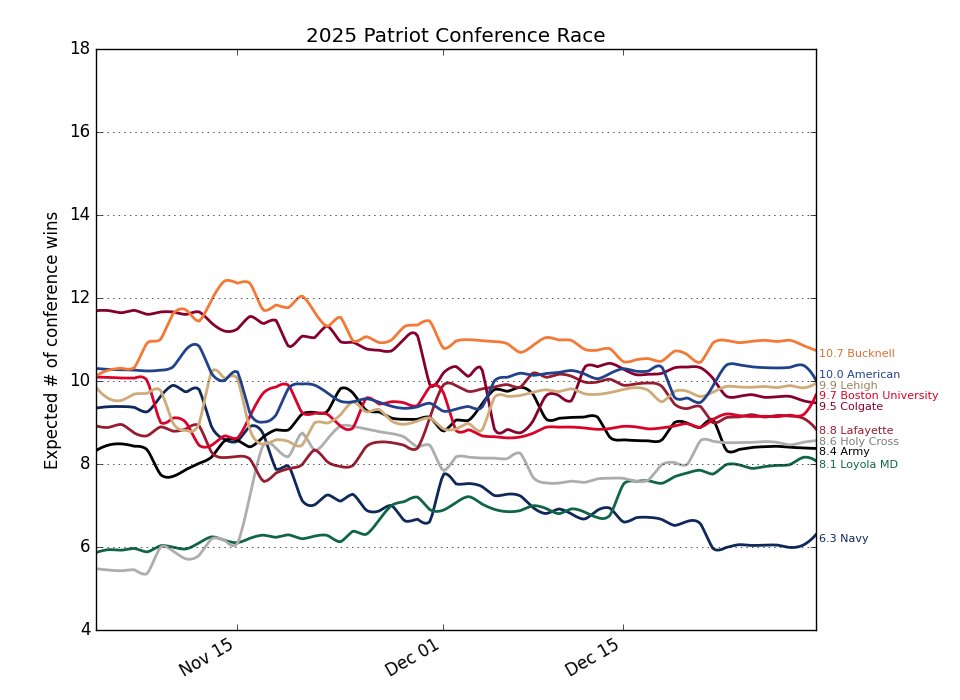 2025 Patriot Conference Race
Expected # of conference wins
18
16
14
12
10
8
6
4
Nov 15
Dec 01
Dec 15
10.7 Bucknell
10.0 American
9.9 Lehigh
9.7 Boston University
9.5 Colgate
8.8 Lafayette
8.6 Holy Cross
8.4 Army
8.1 Loyola MD
6.3 Navy